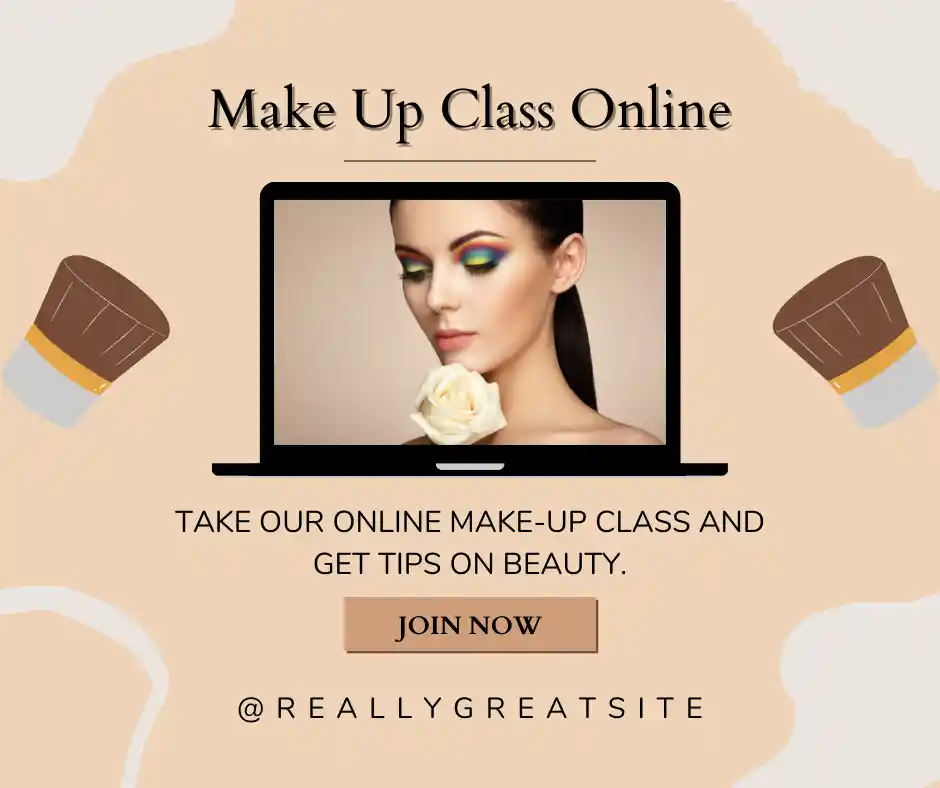 Make Up Class Online
TAKE OUR ONLINE MAKE-UP CLASS AND
GET TIPS ON BEAUTY.
JOIN NOW
@REALLYGREATSITE